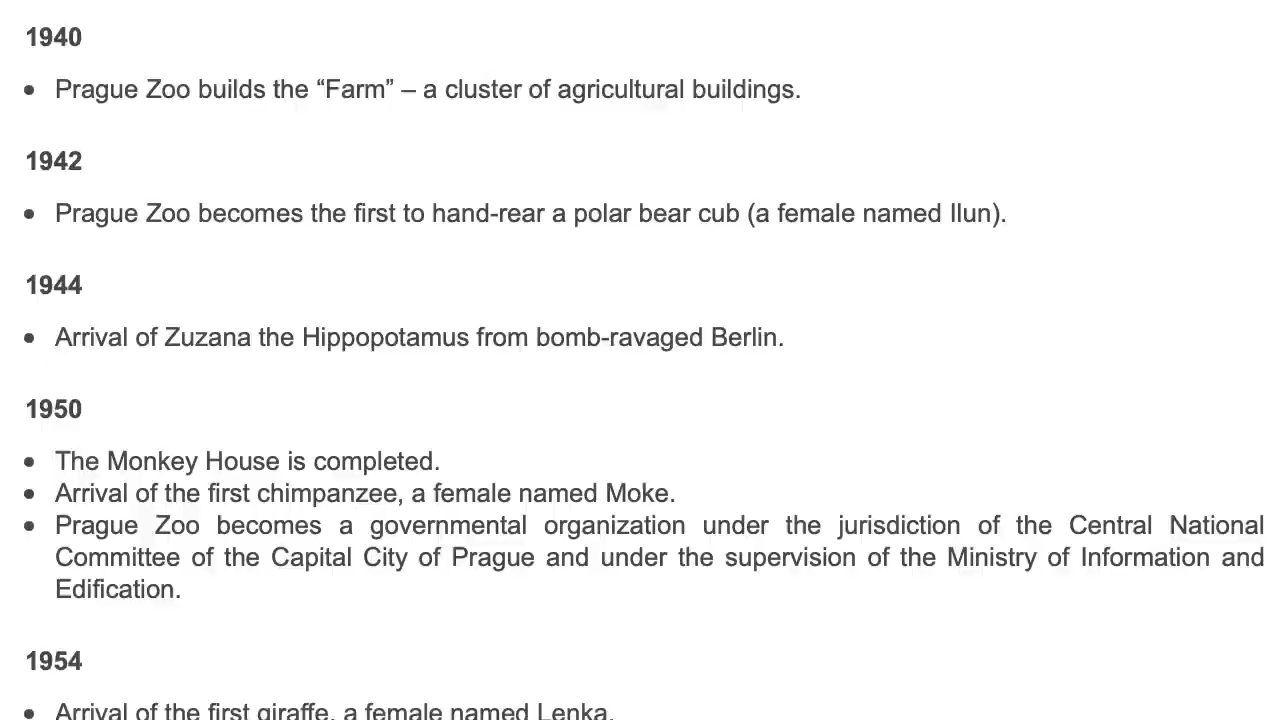 1940
• Prague Zoo builds the “Farm” – a cluster of agricultural buildings.
1942
• Prague Zoo becomes the first to hand-rear a polar bear cub (a female named Ilun).
1944
• Arrival of Zuzana the Hippopotamus from bomb-ravaged Berlin.
1950
• The Monkey House is completed.
• Arrival of the first chimpanzee, a female named Moke.
• Prague Zoo becomes a governmental organization under the jurisdiction of the Central National
Committee of the Capital City of Prague and under the supervision of the Ministry of Information and
Edification.
1954
• Arrival of the first giraffe, a female named Lenka.